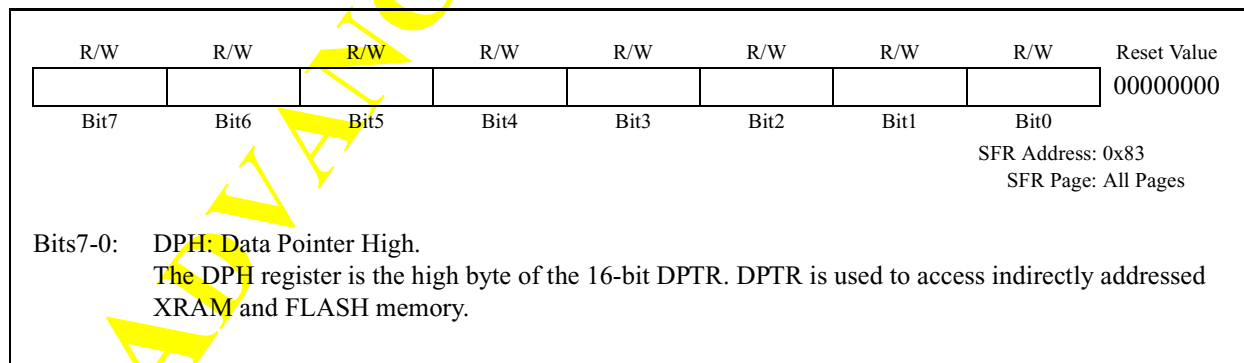 R/W R/W R/W R/W R/W R/W R/W R/W Reset Value
00000000
Bit7 Bit6 Bit5 Bit4 Bit3 Bit2 Bit1 Bit0
SFR Address: 0x83
SFR Page: All Pages
Bits7-0: DPH: Data Pointer High.
The DPH register is the high byte of the 16-bit DPTR. DPTR is used to access indirectly addressed
XRAM and FLASH memory.
ADVANC